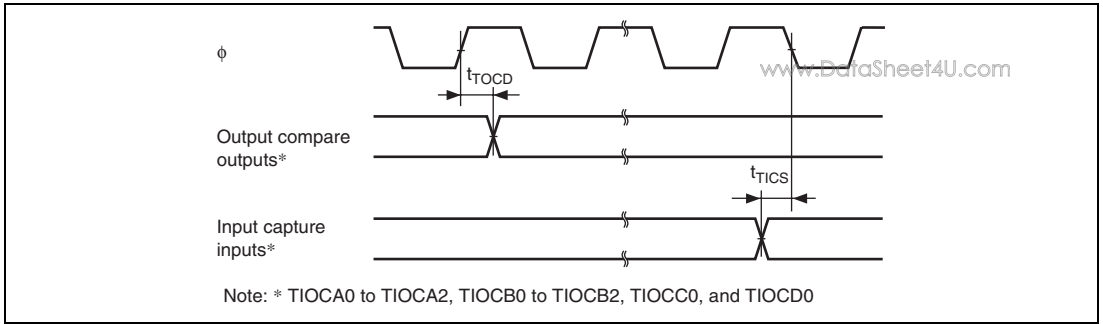 ϕ
www.DataSheet4U.com
tTOCD
Output compare
outputs*
tTICS
Input capture
inputs*
Note: * TIOCA0 to TIOCA2, TIOCB0 to TIOCB2, TIOCC0, and TIOCD0